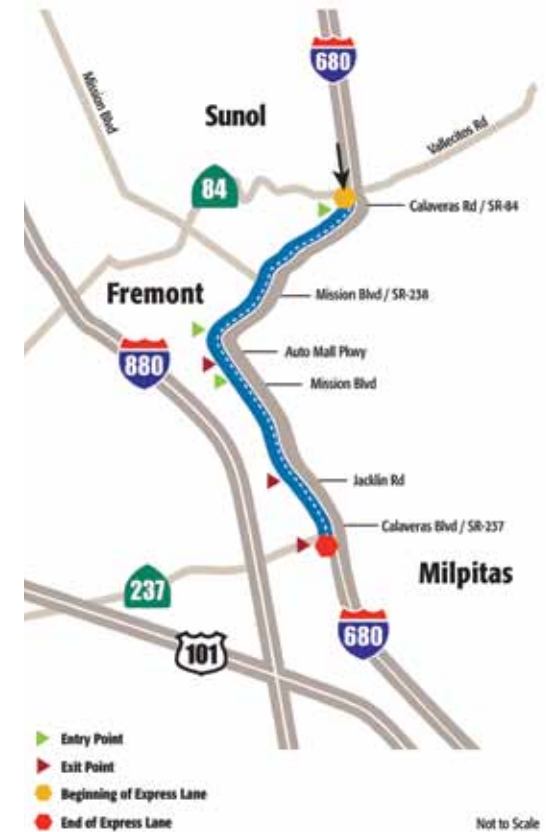 680
Mission Blvd
Sunol
Vallecitos Rd
84
Calaveras Rd / SR-84
Fremont
Mission Blvd / SR-238
880
Auto Mall Pkwy
Mission Blvd
Jacklin Rd
Calaveras Blvd / SR-237
Milpitas
237
680
101
Entry Point
Exit Point
Beginning of Express Lane
End of Express Lane
Not to Scale